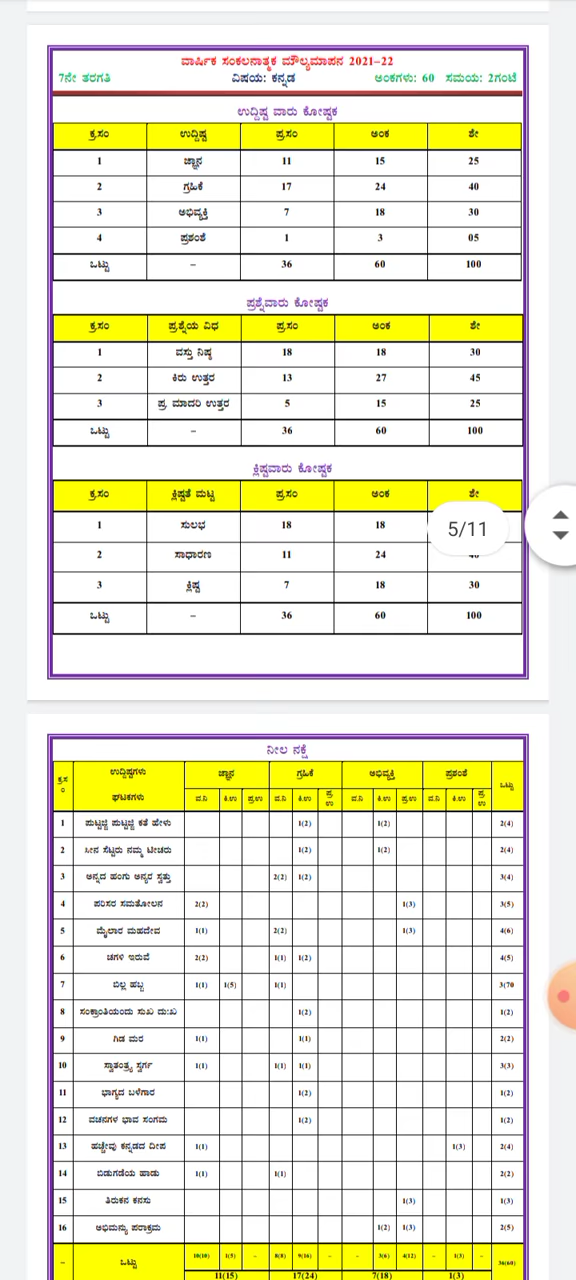 ವಾರ್ಷಿಕ ಸಂಕಲನಾತ್ಮಕ ಮೌಲ್ಯಮಾಪನ 2021–22
7ನೇ ತರಗತಿ ವಿಷಯ: ಕನ್ನಡ ಅಂಕಗಳು: 60 ಸಮಯ: 2ಗಂಟೆ
ಉದ್ದಿಷ್ಟ ವಾರು ಕೋಷ್ಟಕ
ಕ್ರ.ಸಂ ಉದ್ದಿಷ್ಟ ಪ್ರ.ಸಂ ಅಂಕ ಶೇ
1 ಜ್ಞಾನ 11 15 25
2 ಗ್ರಹಿಕೆ 17 24 40
3 ಅಭಿವ್ಯಕ್ತಿ 7 18 30
4 ಪ್ರಶಂಶೆ 1 3 05
ಒಟ್ಟು – 36 60 100
ಪ್ರಶ್ನೆವಾರು ಕೋಷ್ಟಕ
ಕ್ರ.ಸಂ ಪ್ರಶ್ನೆಯ ವಿಧ ಪ್ರ.ಸಂ ಅಂಕ ಶೇ
1 ವಸ್ತು ನಿಷ್ಠ 18 18 30
2 ಕಿರು ಉತ್ತರ 13 27 45
3 ಪ್ರ ಮಾದರಿ ಉತ್ತರ 5 15 25
ಒಟ್ಟು – 36 60 100
ಕ್ಲಿಷ್ಟವಾರು ಕೋಷ್ಟಕ
ಕ್ರ.ಸಂ ಕ್ಲಿಷ್ಟತೆ ಮಟ್ಟ ಪ್ರ.ಸಂ ಅಂಕ ಶೇ
1 ಸುಲಭ 18 18
5/11
2 ಸಾಧಾರಣ 11 24 40
3 ಕ್ಲಿಷ್ಟ 7 18 30
ಒಟ್ಟು – 36 60 100
ನೀಲ ನಕ್ಷೆ
ಕ್ರ.ಸಂ ಉದ್ದಿಷ್ಟಗಳು ಜ್ಞಾನ ಗ್ರಹಿಕೆ ಅಭಿವ್ಯಕ್ತಿ ಪ್ರಶಂಶೆ ಒಟ್ಟು
ಘಟಕಗಳು ವ.ನಿ ಕಿ.ಉ ಪ್ರ.ಉ ವ.ನಿ ಕಿ.ಉ ಪ್ರ.ಉ ವ.ನಿ ಕಿ.ಉ ಪ್ರ.ಉ ವ.ನಿ ಕಿ.ಉ ಪ್ರ.ಉ
1 ಪುಟ್ಟಜ್ಜಿ ಪುಟ್ಟಜ್ಜಿ ಕತೆ ಹೇಳು 1(2) 1(2) 2(4)
2 ಸೀನ ಸೆಟ್ಟರು ನಮ್ಮ ಟೀಚರು 1(2) 1(2) 2(4)
3 ಅನ್ನದ ಹಂಗು ಅನ್ಯರ ಸ್ವತ್ತು 2(2) 1(2) 3(4)
4 ಪರಿಸರ ಸಮತೋಲನ 2(2) 1(3) 3(5)
5 ಮೈಲಾರ ಮಹದೇವ 1(1) 2(2) 1(3) 4(6)
6 ಚಗಳಿ ಇರುವೆ 2(2) 1(1) 1(2) 4(5)
7 ಬಿಲ್ಲ ಹಬ್ಬ 1(1) 1(5) 1(1) 3(70
8 ಸಂಕ್ರಾಂತಿಯಂದು ಸುಖ ದು:ಖ 1(2) 1(2)
9 ಗಿಡ ಮರ 1(1) 1(1) 2(2)
10 ಸ್ವಾತಂತ್ರ್ಯ ಸ್ವರ್ಗ 1(1) 1(1) 1(1) 3(3)
11 ಭಾಗ್ಯದ ಬಳೆಗಾರ 1(2) 1(2)
12 ವಚನಗಳ ಭಾವ ಸಂಗಮ 1(2) 1(2)
13 ಹಚ್ಚೇವು ಕನ್ನಡದ ದೀಪ 1(1) 1(3) 2(4)
14 ಬಿಡುಗಡೆಯ ಹಾಡು 1(1) 1(1) 2(2)
15 ತಿರುಕನ ಕನಸು 1(3) 1(3)
16 ಅಭಿಮನ್ಯು ಪರಾಕ್ರಮ 1(2) 1(3) 2(5)
– ಒಟ್ಟು 10(10) 1(5) – 8(8) 9(16) – – 3(6) 4(12) – 1(3) – 36(60)
11(15) 17(24) 7(18) 1(3)